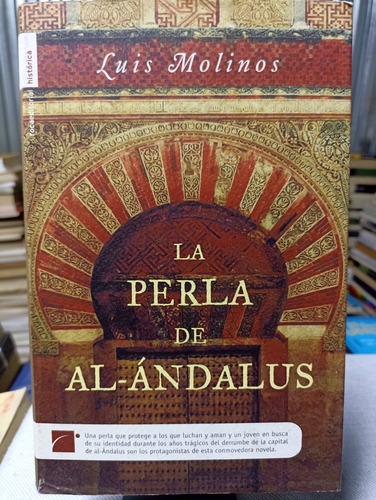 Luis Molinos
rocaeditorial histórica
LA
PERLA
DE
AL-ÁNDALUS
Una perla que protege a los que luchan y aman y un joven en busca
de su identidad durante los años trágicos del derrumbe de la capital
de al-Ándalus son los protagonistas de esta conmovedora novela.